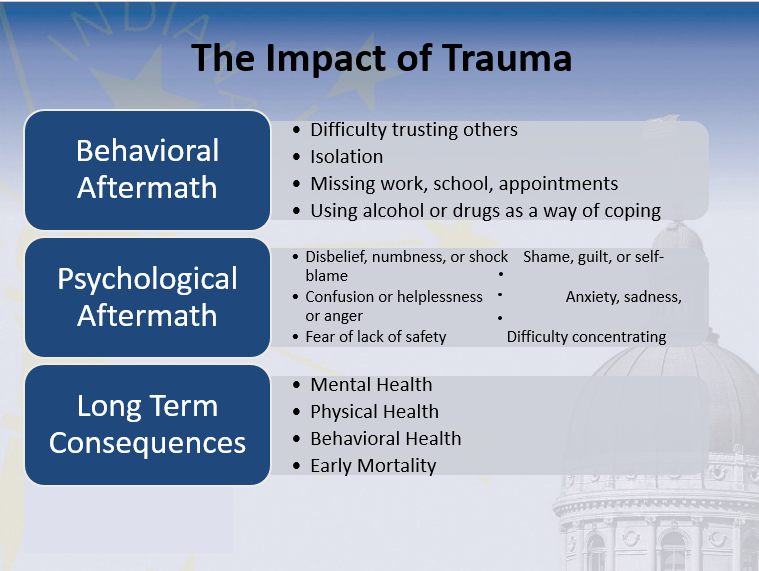 INDIANA
The Impact of Trauma
Behavioral
Aftermath
• Difficulty trusting others
• Isolation
• Missing work, school, appointments
• Using alcohol or drugs as a way of coping
Psychological
Aftermath
• Disbelief, numbness, or shock Shame, guilt, or self-
blame •
• Confusion or helplessness • Anxiety, sadness,
or anger •
• Fear of lack of safety Difficulty concentrating
Long Term
Consequences
• Mental Health
• Physical Health
• Behavioral Health
• Early Mortality